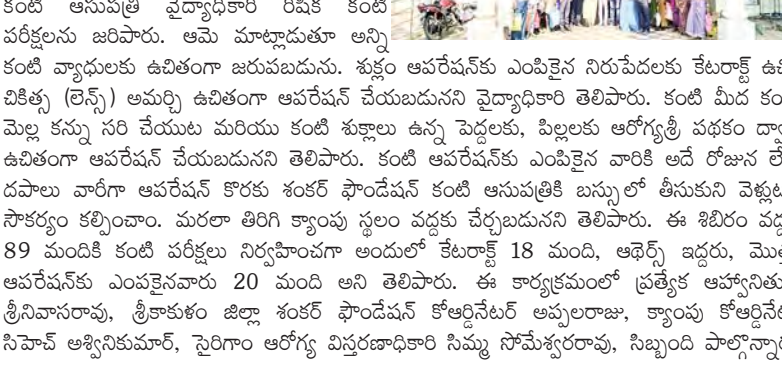 కంటి ఆసుపత్రి వైద్యాధికారి రిషిక కంటి
పరీక్షలను జరిపారు. ఆమె మాట్లాడుతూ అన్ని
కంటి వ్యాధులకు ఉచితంగా జరుపబడును. శుక్లం ఆపరేషన్‌కు ఎంపికైన నిరుపేదలకు కేటరాక్ట్
చికిత్స (లెన్స్) అమర్చి ఉచితంగా ఆపరేషన్ చేయబడునని వైద్యాధికారి తెలిపారు. కంటి మీద
మెల్ల కన్ను సరి చేయుట మరియు కంటి శుక్లాలు ఉన్న పెద్దలకు, పిల్లలకు ఆరోగ్యశ్రీ పథకం
ఉచితంగా ఆపరేషన్ చేయబడునని తెలిపారు. కంటి ఆపరేషన్‌కు ఎంపికైన వారికి అదే రోజున
దపాలు వారీగా ఆపరేషన్ కొరకు శంకర్ ఫౌండేషన్ కంటి ఆసుపత్రికి బస్సులో తీసుకుని
సౌకర్యం కల్పించాం. మరలా తిరిగి క్యాంపు స్థలం వద్దకు చేర్చబడునని తెలిపారు. ఈ శిబిరం
89 మందికి కంటి పరీక్షలు నిర్వహించగా అందులో కేటరాక్ట్ 18 మంది, ఆథెర్స్ ఇద్దరు,
ఆపరేషన్‌కు ఎంపకైనవారు 20 మంది అని తెలిపారు. ఈ కార్యక్రమంలో ప్రత్యేక
శ్రీనివాసరావు, శ్రీకాకుళం జిల్లా శంకర్ ఫౌండేషన్ కోఆర్డినేటర్ అప్పలరాజు, క్యాంపు
సిహెచ్ అశ్వినికుమార్, సైరిగాం ఆరోగ్య విస్తరణాధికారి సిమ్మ సోమేశ్వరరావు, సిబ్బంది